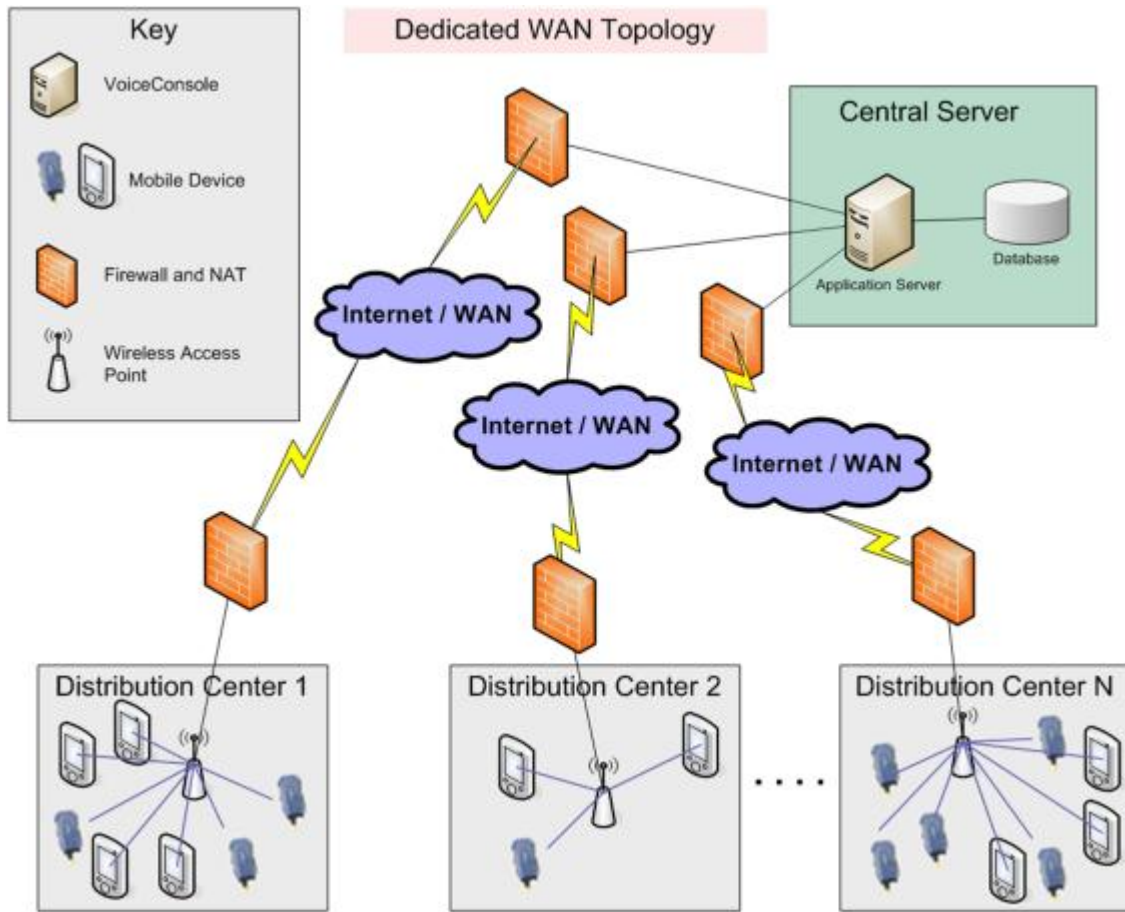 Key
VoiceConsole
Mobile Device
Firewall and NAT
Wireless Access
Point
Dedicated WAN Topology
Central Server
Application Server
Database
Internet / WAN
Internet / WAN
Internet / WAN
Distribution Center 1
Distribution Center 2
. . . .
Distribution Center N